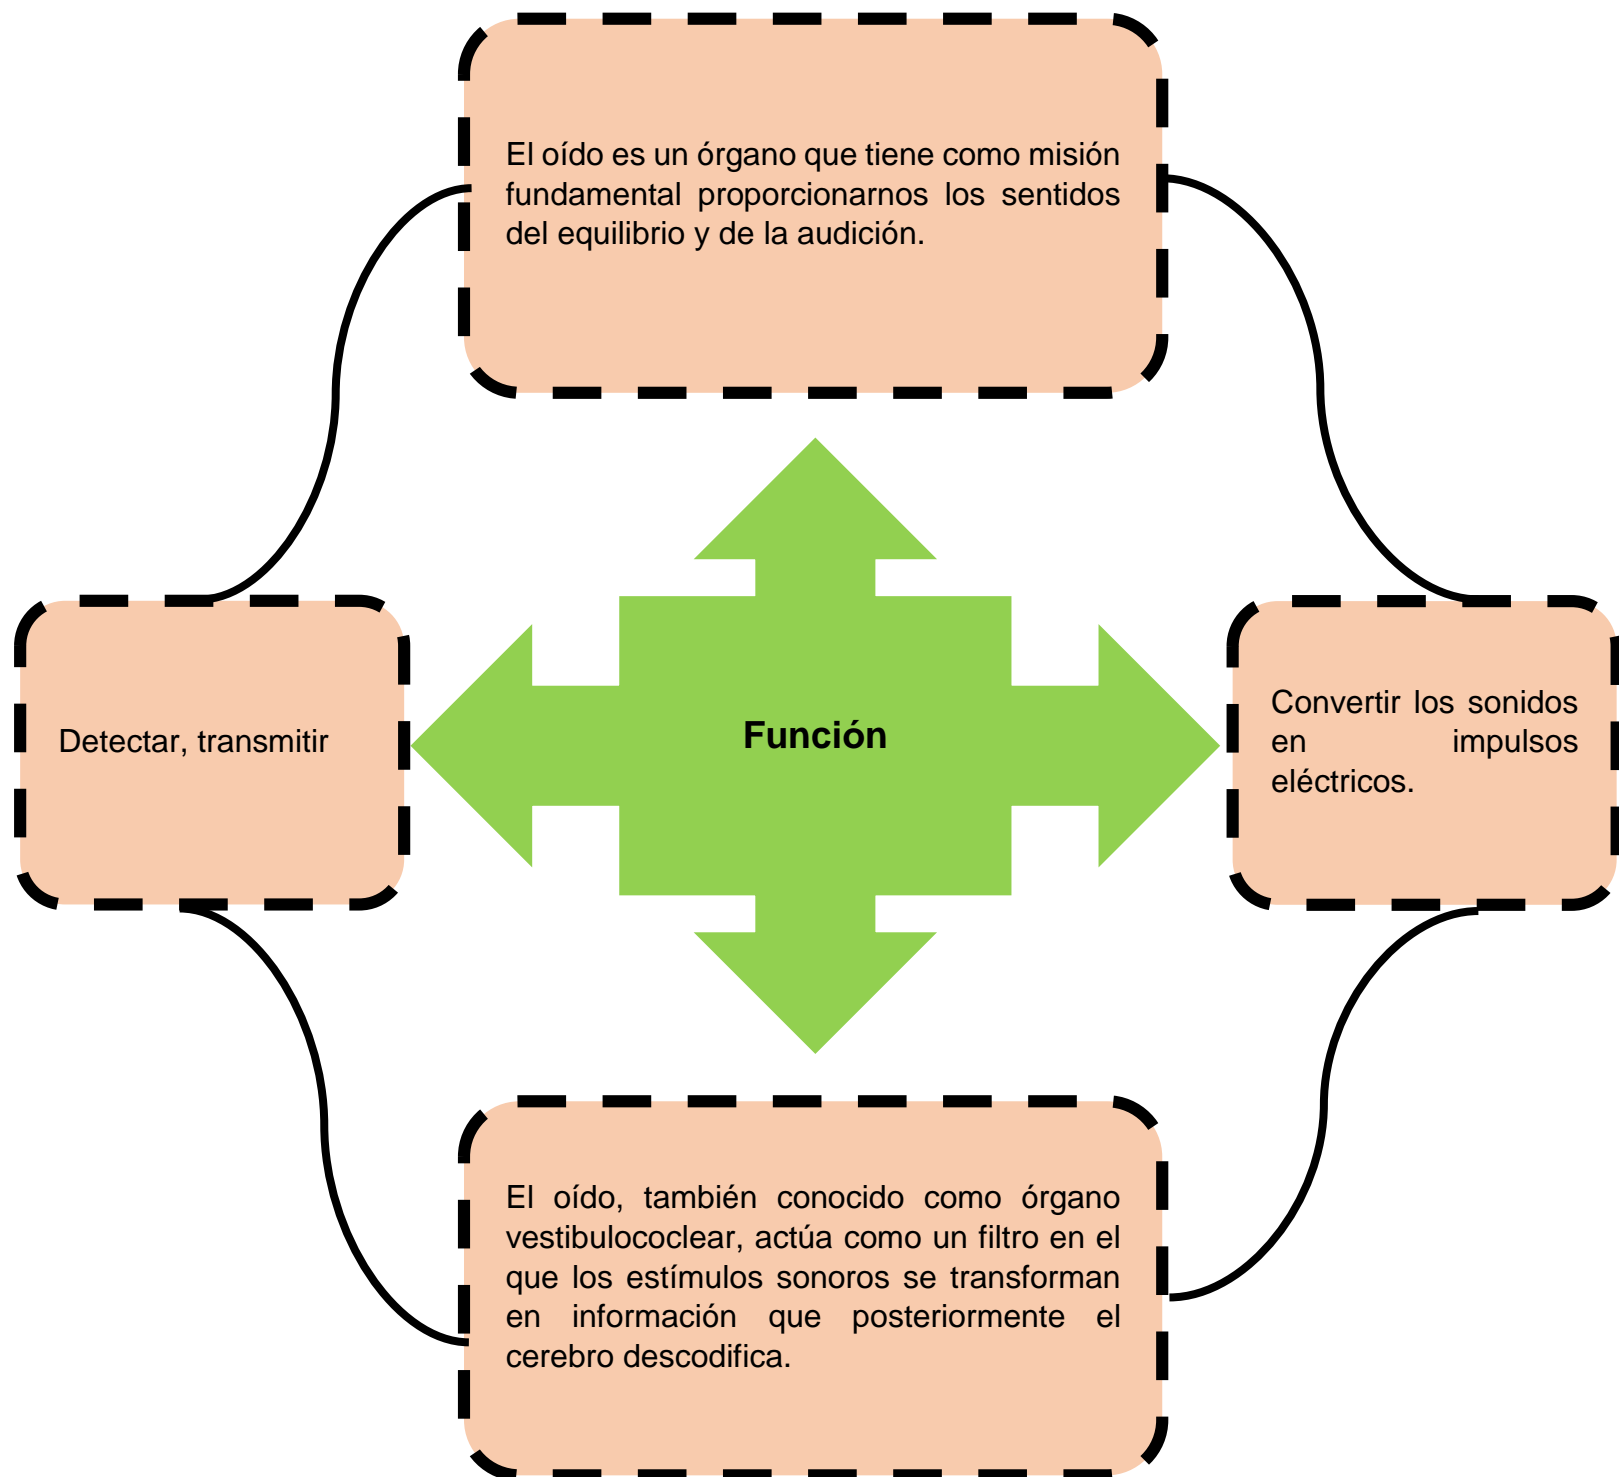 El oído es un órgano que tiene como misión
fundamental proporcionarnos los sentidos
del equilibrio y de la audición.
Detectar, transmitir
Función
Convertir los sonidos
en impulsos
eléctricos.
El oído, también conocido como órgano
vestibulococlear, actúa como un filtro en el
que los estímulos sonoros se transforman
en información que posteriormente el
cerebro descodifica.